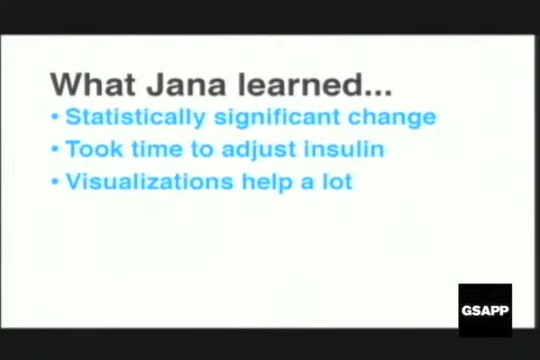 What Jana learned...
• Statistically significant change
• Took time to adjust insulin
• Visualizations help a lot
GSAPP